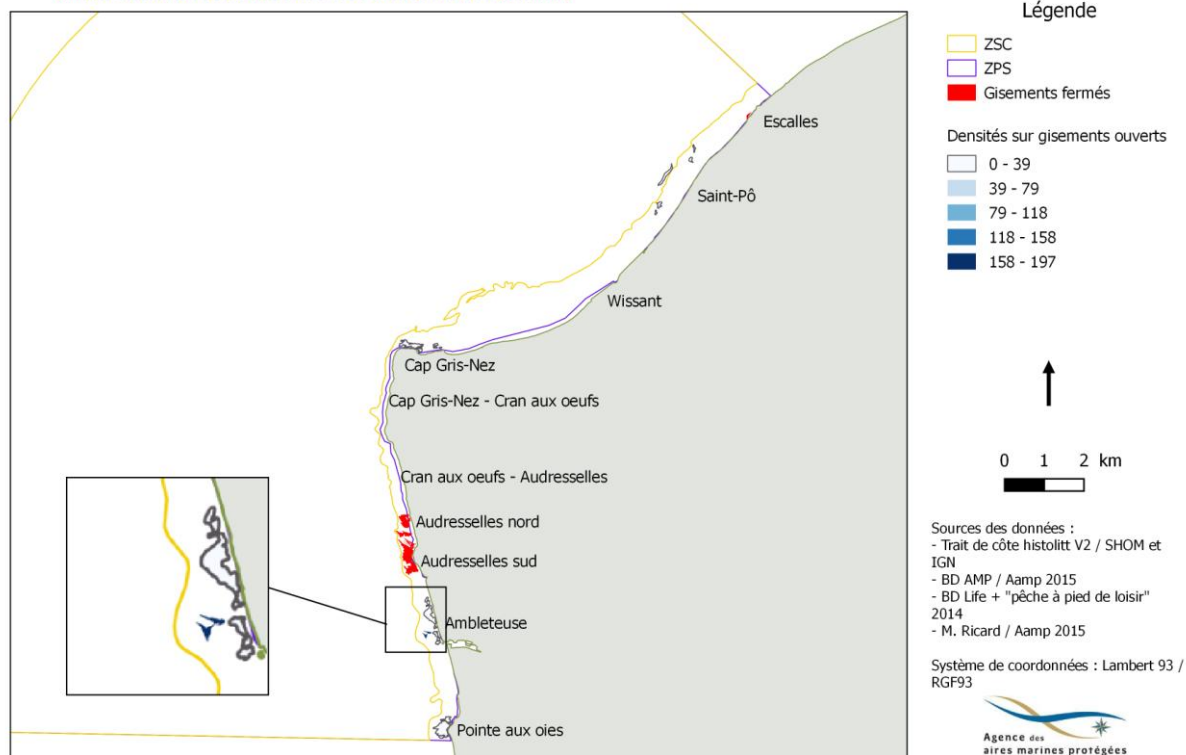 Légende
ZSC
ZPS
Gisements fermés
Densités sur gisements ouverts
0 - 39
39 - 79
79 - 118
118 - 158
158 - 197
Escalles
Saint-Pô
Wissant
Cap Gris-Nez
Cap Gris-Nez - Cran aux oeufs
Cran aux oeufs - Audresselles
Audresselles nord
Audresselles sud
Ambleteuse
Pointe aux oies
0 1 2 km
Sources des données :
- Trait de côte histolitt V2 / SHOM et
IGN
- BD AMP / Aamp 2015
- BD Life + "pêche à pied de loisir"
2014
- M. Ricard / Aamp 2015
Système de coordonnées : Lambert 93 /
RGF93
Agence des
aires marines protégées